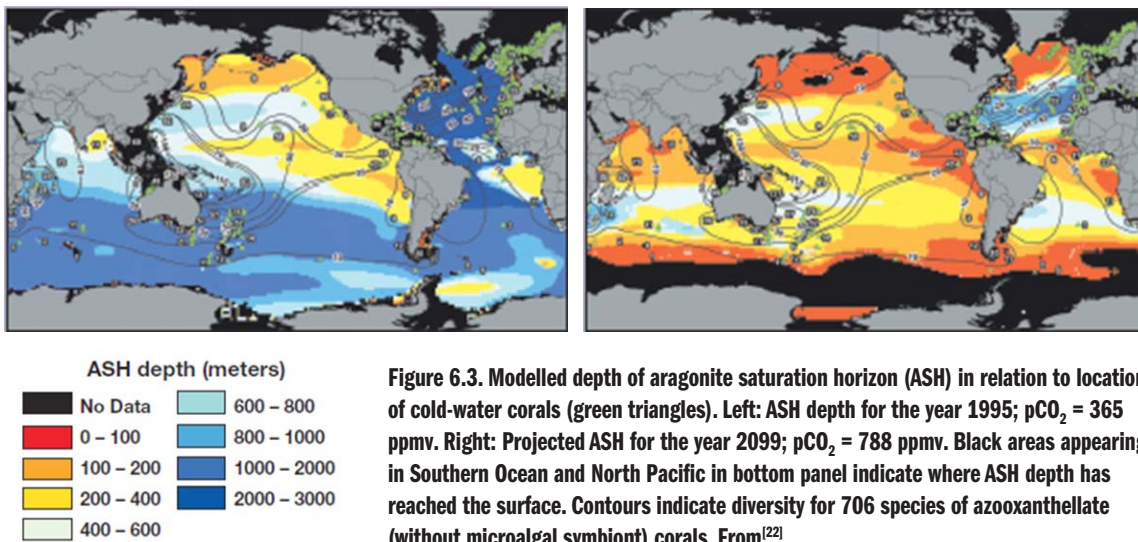 ASH depth (meters)
No Data
0 – 100
100 – 200
200 – 400
400 – 600
600 – 800
800 – 1000
1000 – 2000
2000 – 3000
Figure 6.3. Modelled depth of aragonite saturation horizon (ASH) in relation to location
of cold-water corals (green triangles). Left: ASH depth for the year 1995; pCO₂ = 365
ppmv. Right: Projected ASH for the year 2099; pCO₂ = 788 ppmv. Black areas appearing
in Southern Ocean and North Pacific in bottom panel indicate where ASH depth has
reached the surface. Contours indicate diversity for 706 species of azooxanthellate
(without microalgal symbiont) corals. From[22]